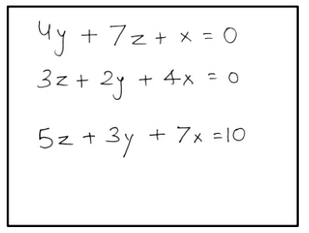 4y + 7z + x = 0
3z + 2y + 4x = 0
5z + 3y + 7x = 10